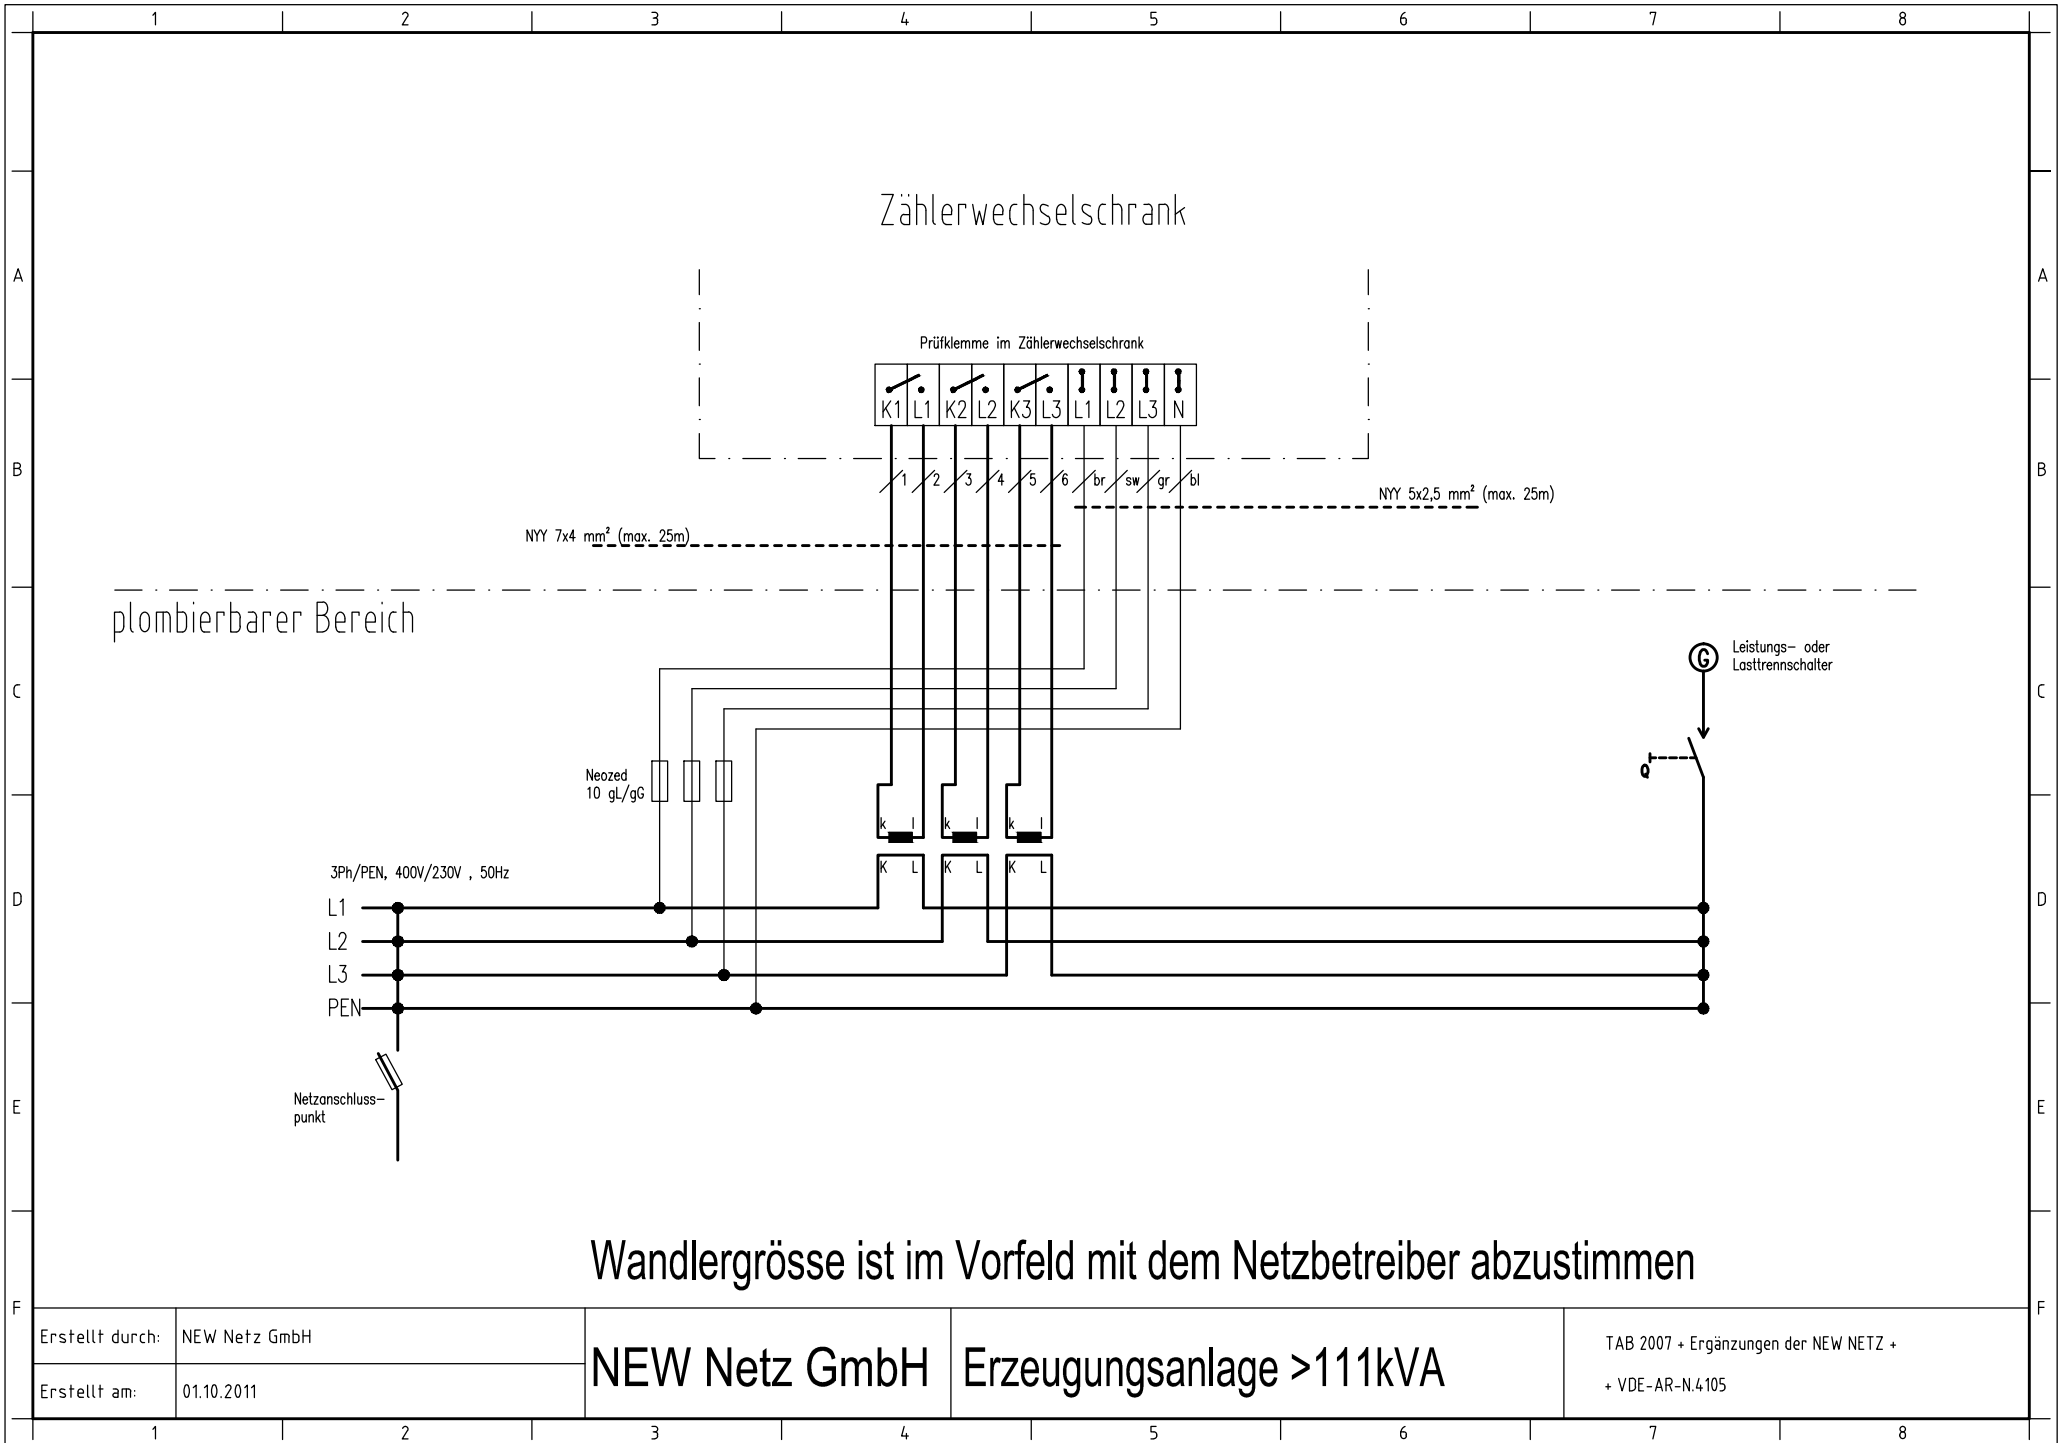 1 2 3 4 5 6 7 8
Zählerwechselschrank
A A
Prüfklemme im Zählerwechselschrank
K1 L1 K2 L2 K3 L3 L1 L2 L3 N
B B
1 2 3 4 5 6 br sw gr bl
NYY 5x2,5 mm² (max. 25m)
NYY 7x4 mm² (max. 25m)
plombierbarer Bereich
G
Leistungs- oder
Lasttrennschalter
C C
Q
Neozed
10 gL/gG
k l k l k l
K L K L K L
3Ph/PEN, 400V/230V , 50Hz
D D
L1
L2
L3
PEN
Netzanschluss-
punkt
E E
Wandlergrösse ist im Vorfeld mit dem Netzbetreiber abzustimmen
F F
Erstellt durch: NEW Netz GmbH
Erstellt am: 01.10.2011
NEW Netz GmbH
Erzeugungsanlage >111kVA
TAB 2007 + Ergänzungen der NEW NETZ +
+ VDE-AR-N.4105
1 2 3 4 5 6 7 8